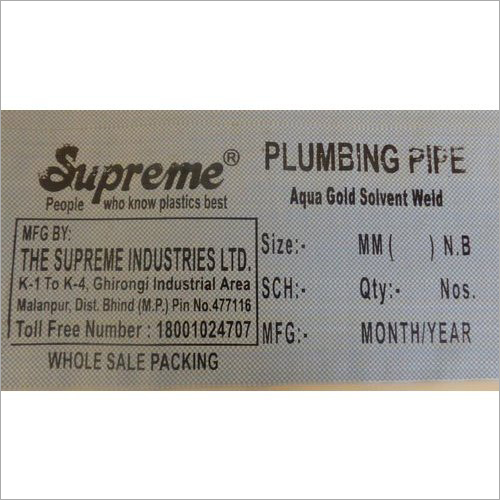 Supreme®
People who know plastics best
MFG BY:
THE SUPREME INDUSTRIES LTD.
K-1 To K-4, Ghirongi Industrial Area
Malanpur, Dist. Bhind (M.P.) Pin No.477116
Toll Free Number : 18001024707
WHOLE SALE PACKING
PLUMBING PIPE
Aqua Gold Solvent Weld
Size:- MM ( ) N.B
SCH:- Qty:- Nos.
MFG:- MONTH/YEAR